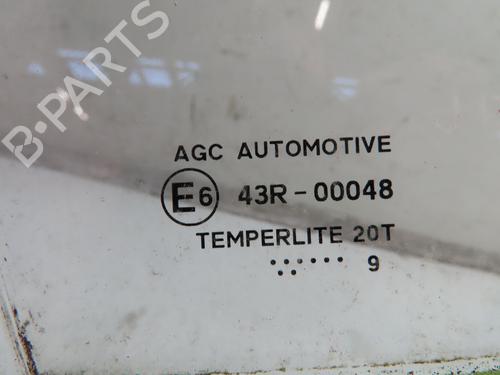 B-PARTS
AGC AUTOMOTIVE
E6 43R-00048
TEMPERLITE 20T
9